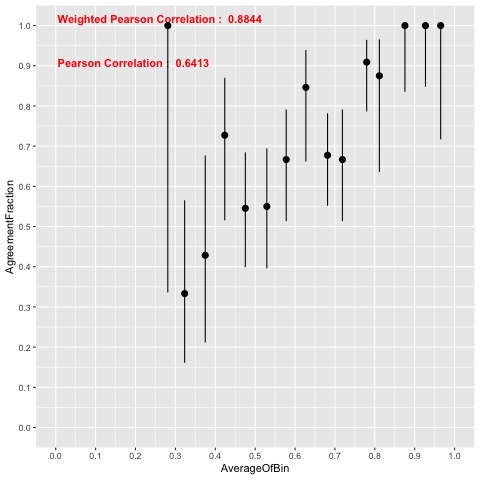 Weighted Pearson Correlation :  0.8844
Pearson Correlation :  0.6413
1.0
0.9
0.8
0.7
0.6
0.5
0.4
0.3
0.2
0.1
0.0
AgreementFraction
0.0 0.1 0.2 0.3 0.4 0.5 0.6 0.7 0.8 0.9 1.0
AverageOfBin